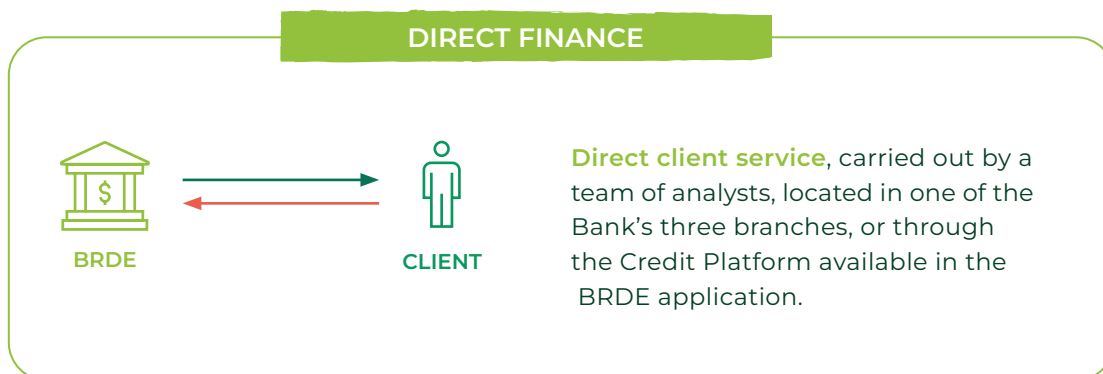 DIRECT FINANCE
$
BRDE
CLIENT
Direct client service, carried out by a
team of analysts, located in one of the
Bank’s three branches, or through
the Credit Platform available in the
BRDE application.